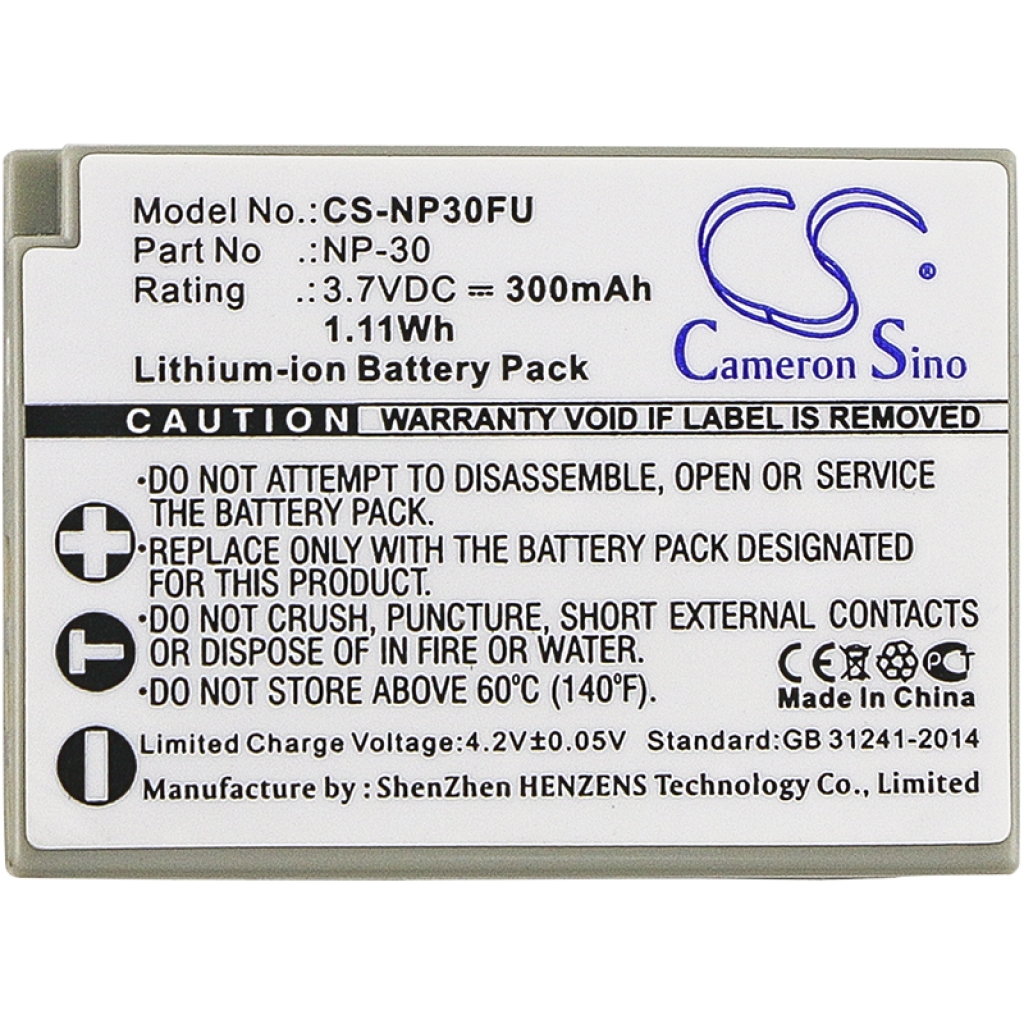 Model No.:CS-NP30FU
Part No .:NP-30
Rating .:3.7VDC ⎓ 300mAh
1.11Wh
Lithium-ion Battery Pack
CS ®
Cameron Sino
CAUTION WARRANTY VOID IF LABEL IS REMOVED
•DO NOT ATTEMPT TO DISASSEMBLE, OPEN OR SERVICE
THE BATTERY PACK.
•REPLACE ONLY WITH THE BATTERY PACK DESIGNATED
FOR THIS PRODUCT.
•DO NOT CRUSH, PUNCTURE, SHORT EXTERNAL CONTACTS
OR DISPOSE OF IN FIRE OR WATER.
•DO NOT STORE ABOVE 60ºC (140ºF).
+
T
−
CE PCT
Made In China
Limited Charge Voltage:4.2V±0.05V Standard:GB 31241-2014
Manufacture by : ShenZhen HENZENS Technology Co., Limited